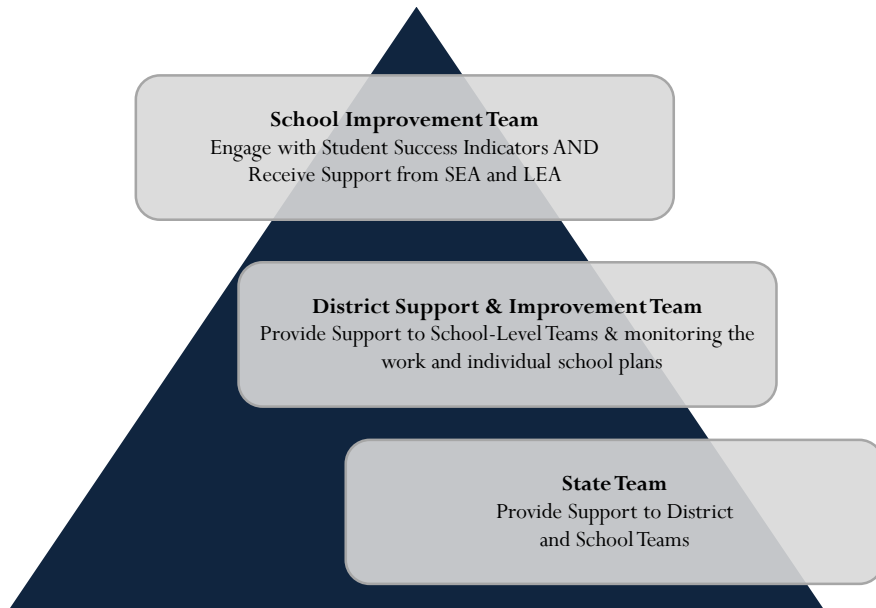 School Improvement Team
Engage with Student Success Indicators AND
Receive Support from SEA and LEA
District Support & Improvement Team
Provide Support to School-Level Teams & monitoring the
work and individual school plans
State Team
Provide Support to District
and School Teams